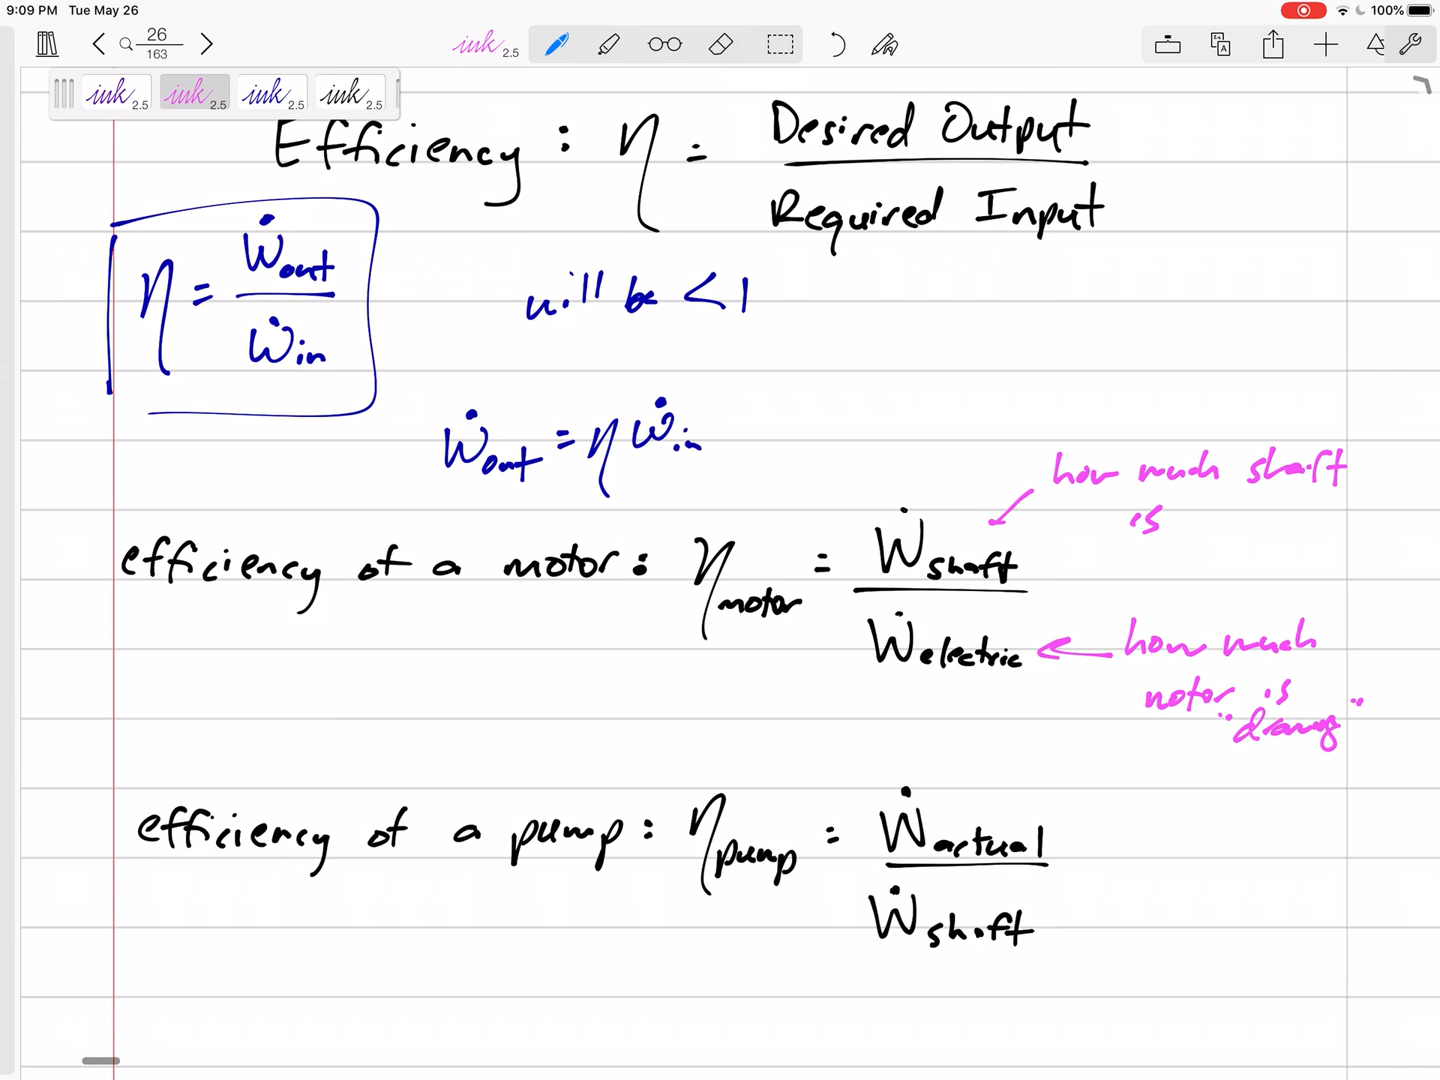 9:09 PM Tue May 26
100%
26
163
ink 2.5
ink 2.5 ink 2.5 ink 2.5 ink 2.5
Efficiency : η = Desired Output / Required Input
η = Ẇout / Ẇin
will be < 1
Ẇout = η Ẇin
how much shaft
is
efficiency of a motor: ηmotor = Ẇshaft / Ẇelectric
how much
motor is
"drawing"
efficiency of a pump: ηpump = Ẇactual / Ẇshaft